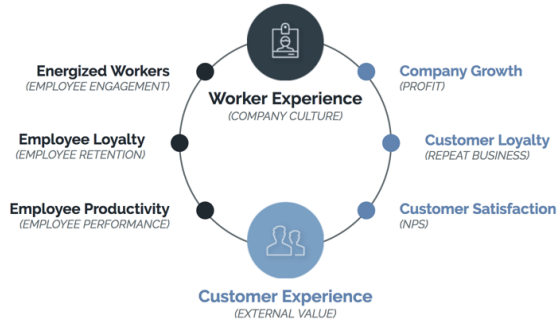 Energized Workers
(EMPLOYEE ENGAGEMENT)
Employee Loyalty
(EMPLOYEE RETENTION)
Employee Productivity
(EMPLOYEE PERFORMANCE)
Worker Experience
(COMPANY CULTURE)
Company Growth
(PROFIT)
Customer Loyalty
(REPEAT BUSINESS)
Customer Satisfaction
(NPS)
Customer Experience
(EXTERNAL VALUE)